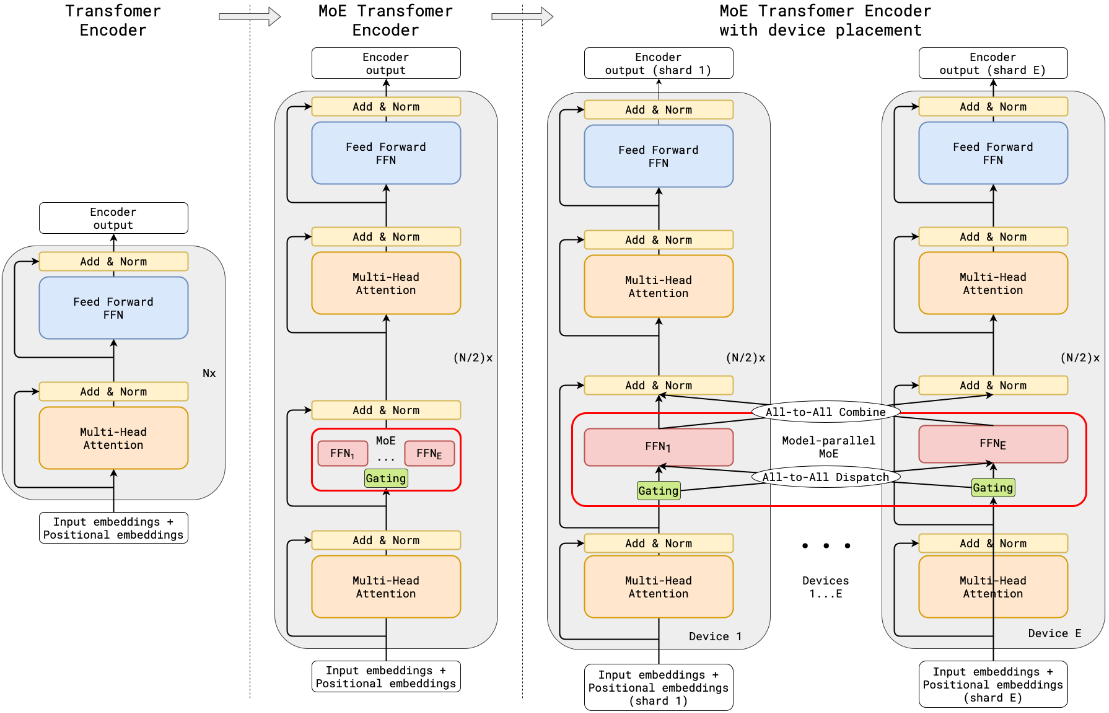 Transfomer
Encoder
Encoder
output
Add & Norm
Feed Forward
FFN
Add & Norm
Multi-Head
Attention
Nx
Input embeddings +
Positional embeddings
MoE Transfomer
Encoder
Encoder
output
Add & Norm
Feed Forward
FFN
Add & Norm
Multi-Head
Attention
(N/2)x
Add & Norm
MoE
FFN1 ... FFNE
Gating
Add & Norm
Multi-Head
Attention
Input embeddings +
Positional embeddings
MoE Transfomer Encoder
with device placement
Encoder
output (shard 1)
Add & Norm
Feed Forward
FFN
Add & Norm
Multi-Head
Attention
(N/2)x
Add & Norm
FFN1
Gating
Add & Norm
Multi-Head
Attention
Device 1
Input embeddings +
Positional embeddings
(shard 1)
All-to-All Combine
Model-parallel
MoE
All-to-All Dispatch
• • •
Devices
1...E
Encoder
output (shard E)
Add & Norm
Feed Forward
FFN
Add & Norm
Multi-Head
Attention
(N/2)x
Add & Norm
FFNE
Gating
Add & Norm
Multi-Head
Attention
Device E
Input embeddings +
Positional embeddings
(shard E)